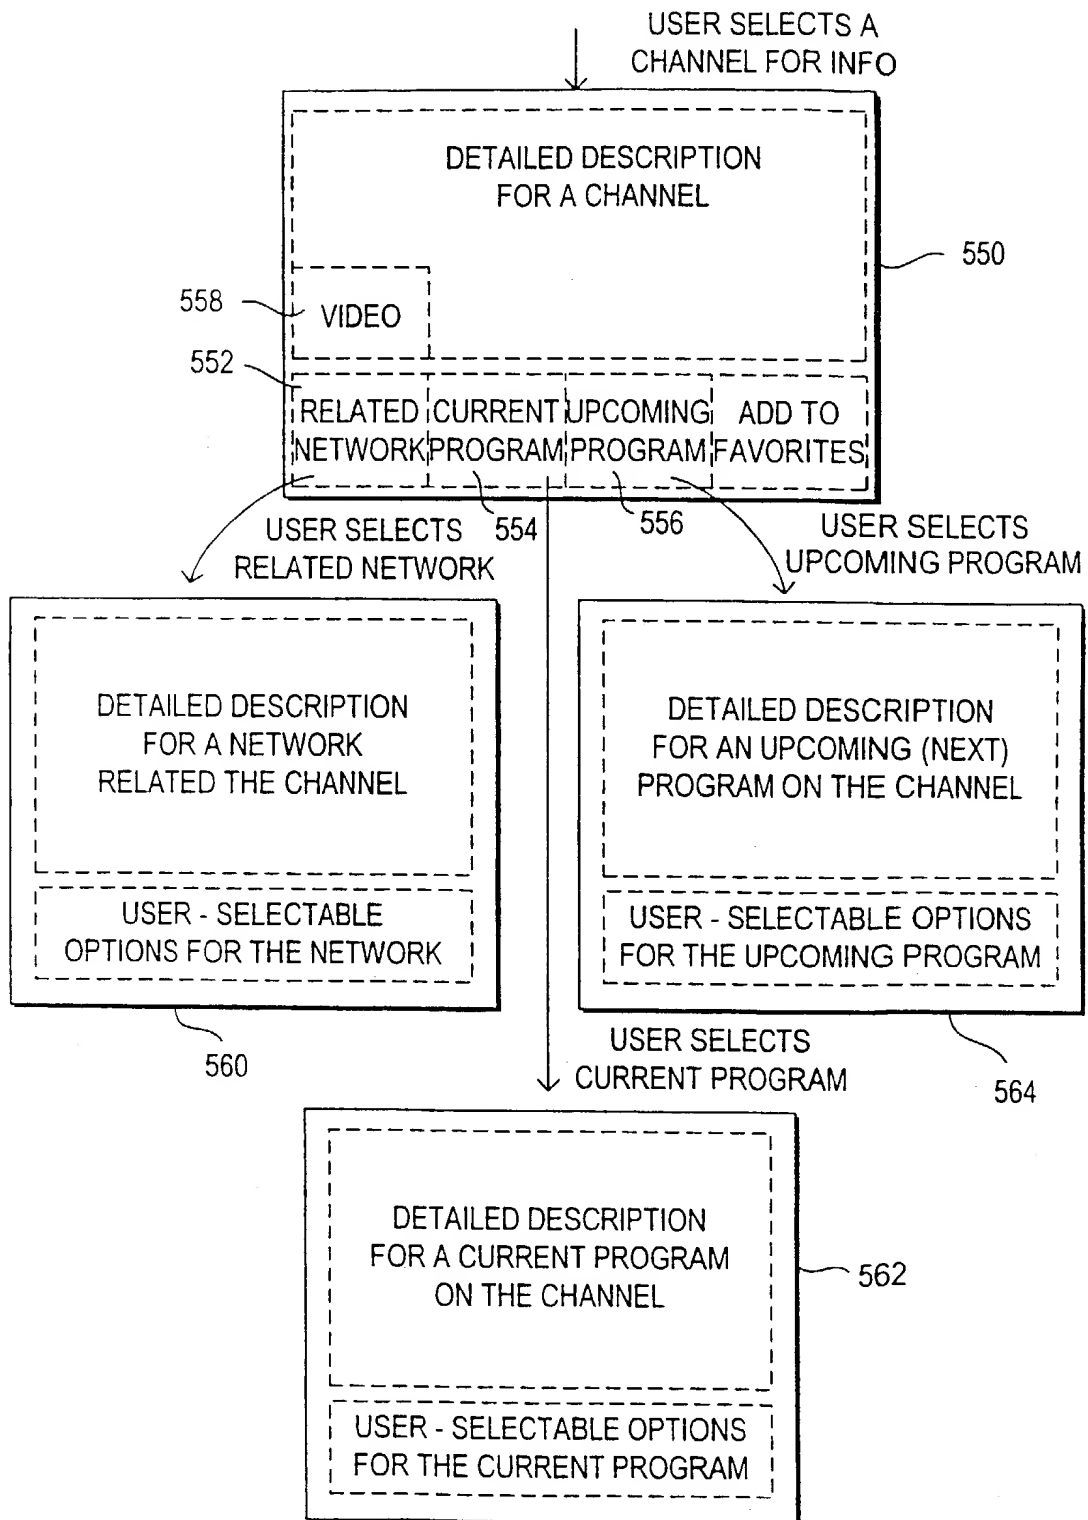 USER SELECTS A
CHANNEL FOR INFO
DETAILED DESCRIPTION
FOR A CHANNEL
550
558
VIDEO
552
RELATED
NETWORK
CURRENT
PROGRAM
UPCOMING
PROGRAM
ADD TO
FAVORITES
554
556
USER SELECTS
RELATED NETWORK
USER SELECTS
UPCOMING PROGRAM
DETAILED DESCRIPTION
FOR A NETWORK
RELATED THE CHANNEL
USER - SELECTABLE
OPTIONS FOR THE NETWORK
560
DETAILED DESCRIPTION
FOR AN UPCOMING (NEXT)
PROGRAM ON THE CHANNEL
USER - SELECTABLE OPTIONS
FOR THE UPCOMING PROGRAM
564
USER SELECTS
CURRENT PROGRAM
DETAILED DESCRIPTION
FOR A CURRENT PROGRAM
ON THE CHANNEL
562
USER - SELECTABLE OPTIONS
FOR THE CURRENT PROGRAM